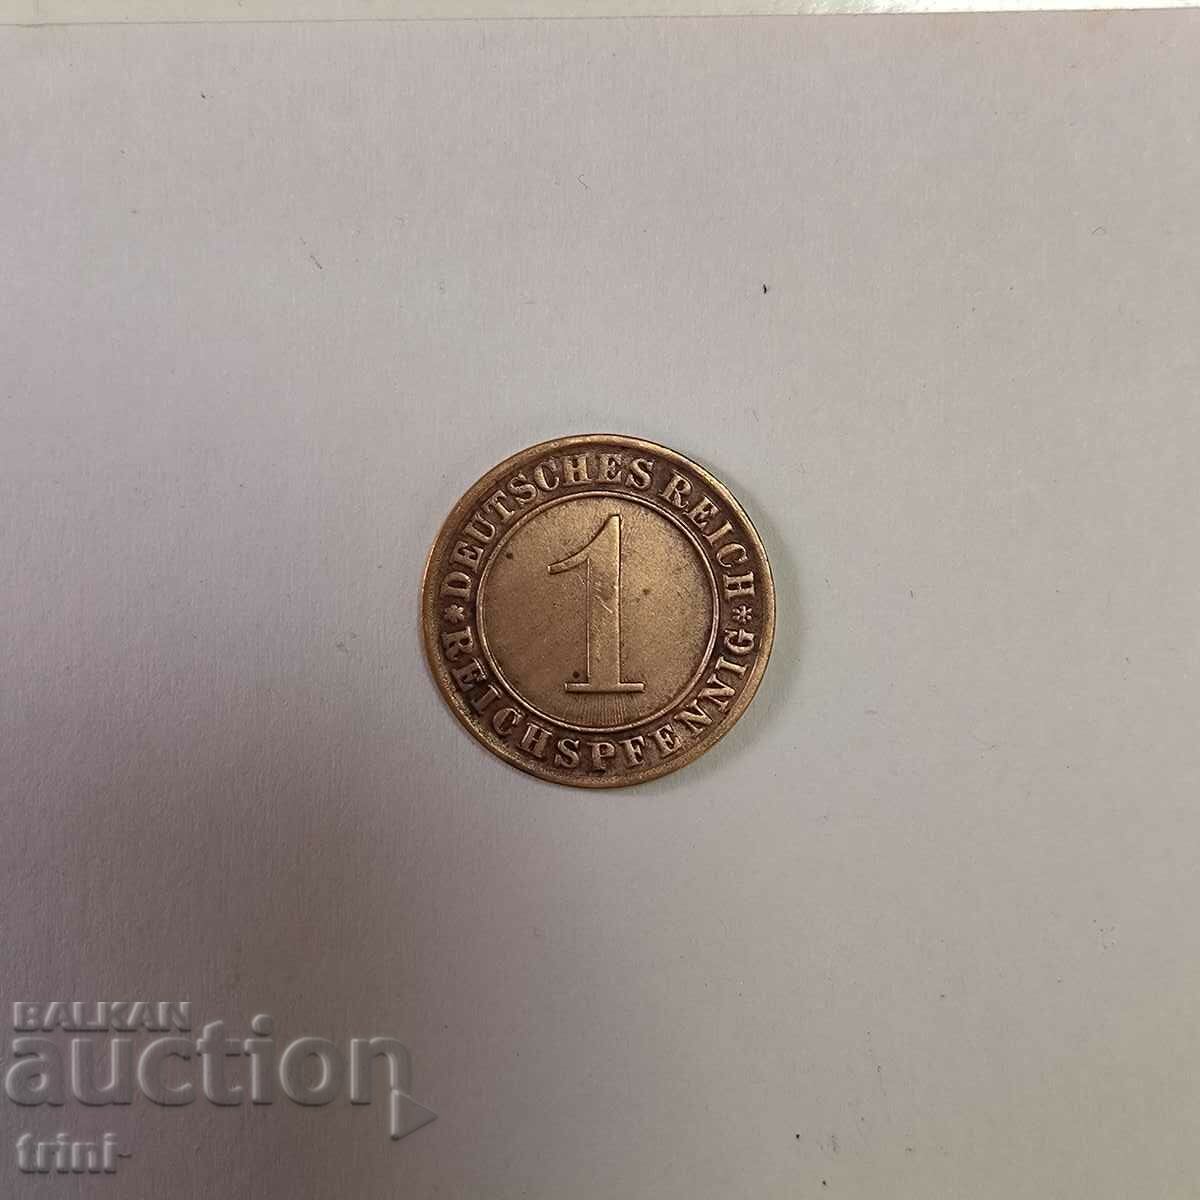 * DEUTSCHES REICH *
1
REICHSPFENNIG
BALKAN
auction
trini